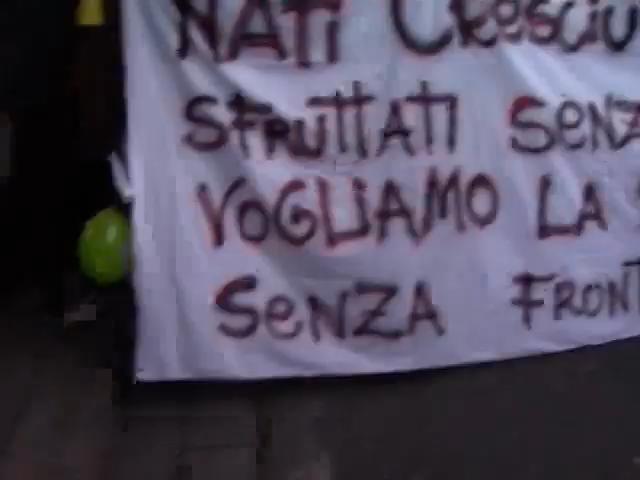 NATI CResciu
SFRUTTATI SeNZ
VOGLiAMO LA
SeNZA FRONT